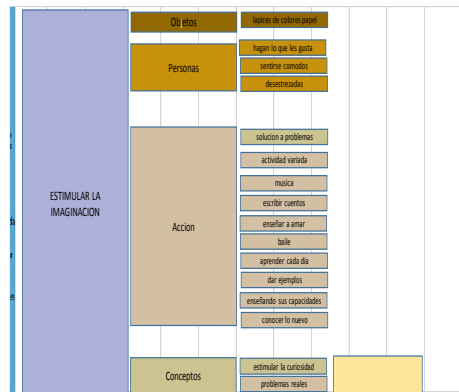 Objetos
lapices de colores papel
Personas
hagan lo que les gusta
sentirse comodos
desestrezadas
ESTIMULAR LA
IMAGINACION
Accion
solucion a problemas
actividad variada
musica
escribir cuentos
enseñar a amar
baile
aprender cada dia
dar ejemplos
enseñando sus capacidades
conocer lo nuevo
Conceptos
estimular la curiosidad
problemas reales